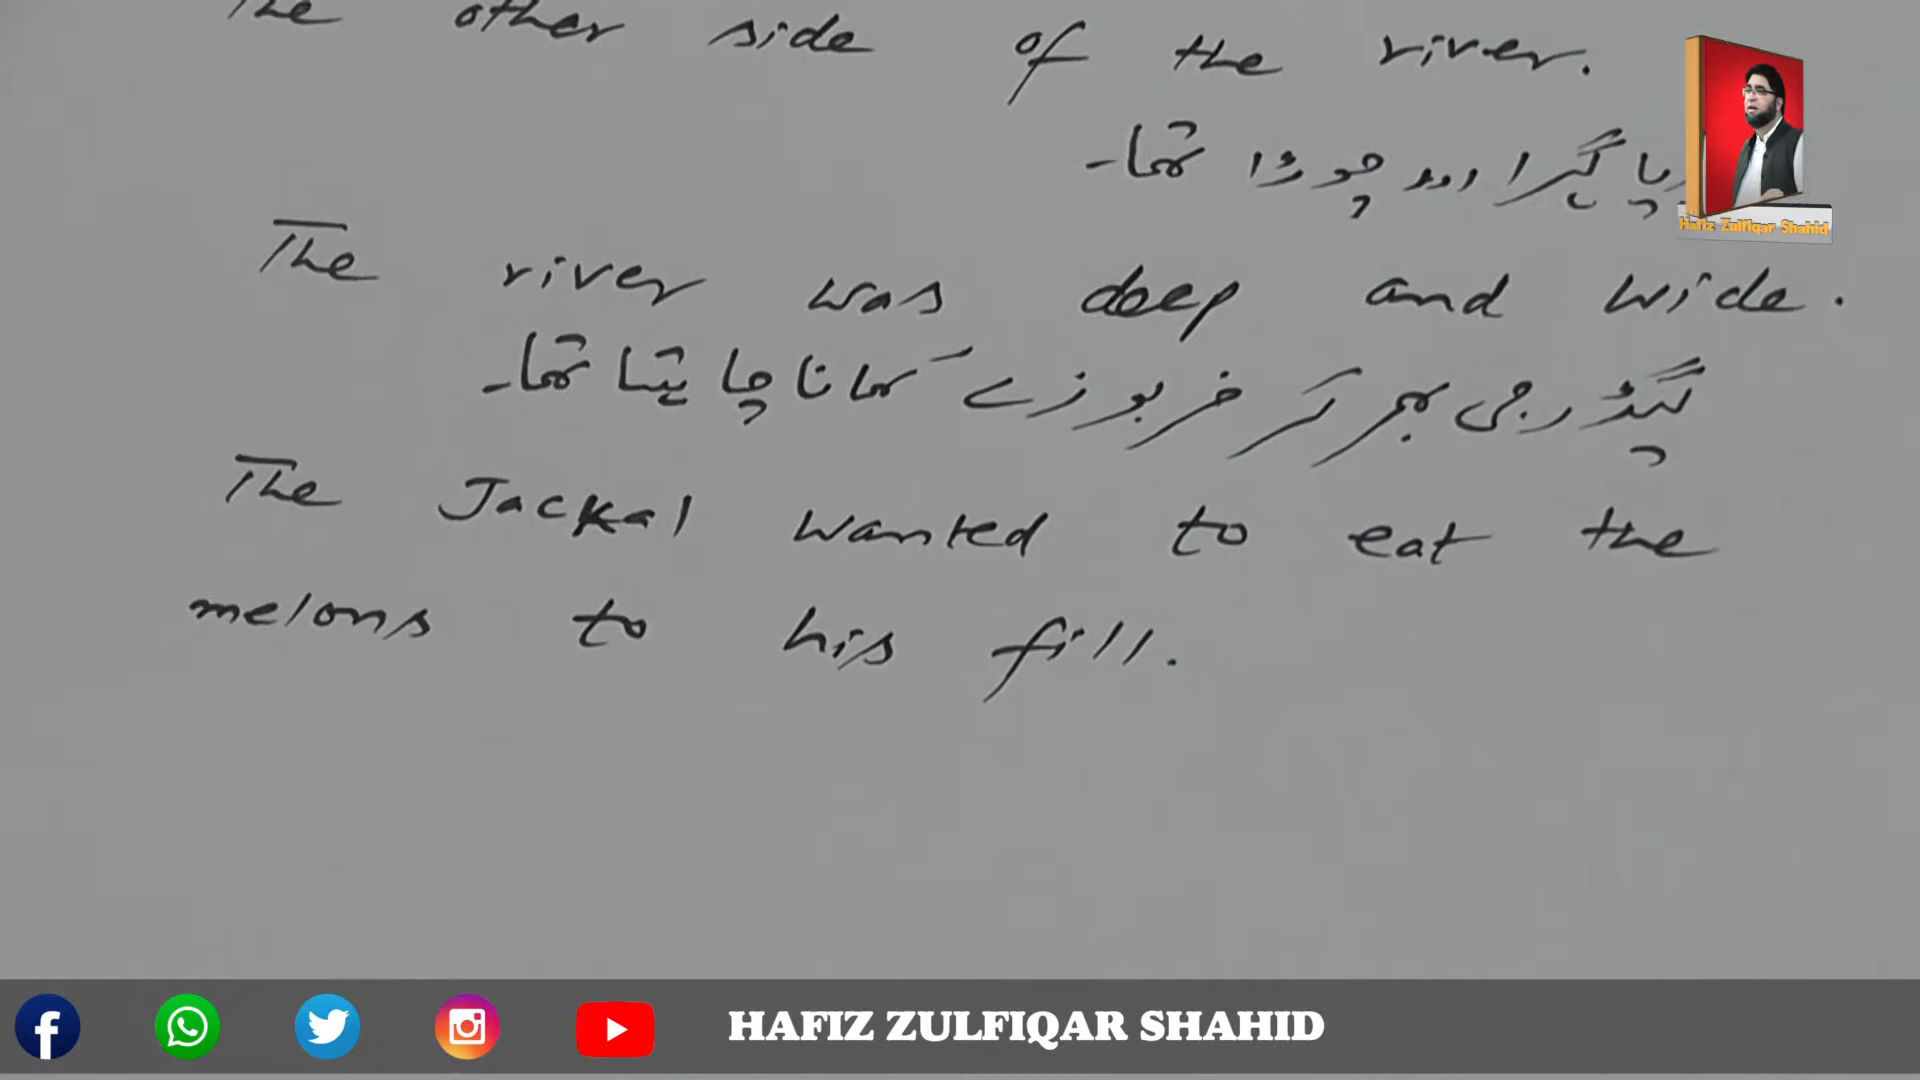 The other side of the river.
گہرا اور چوڑا تھا۔
The river was deep and wide.
گیدڑ جی بھر کر خربوزے کھانا چاہتا تھا۔
The Jackal wanted to eat the
melons to his fill.
Hafiz Zulfiqar Shahid
HAFIZ ZULFIQAR SHAHID